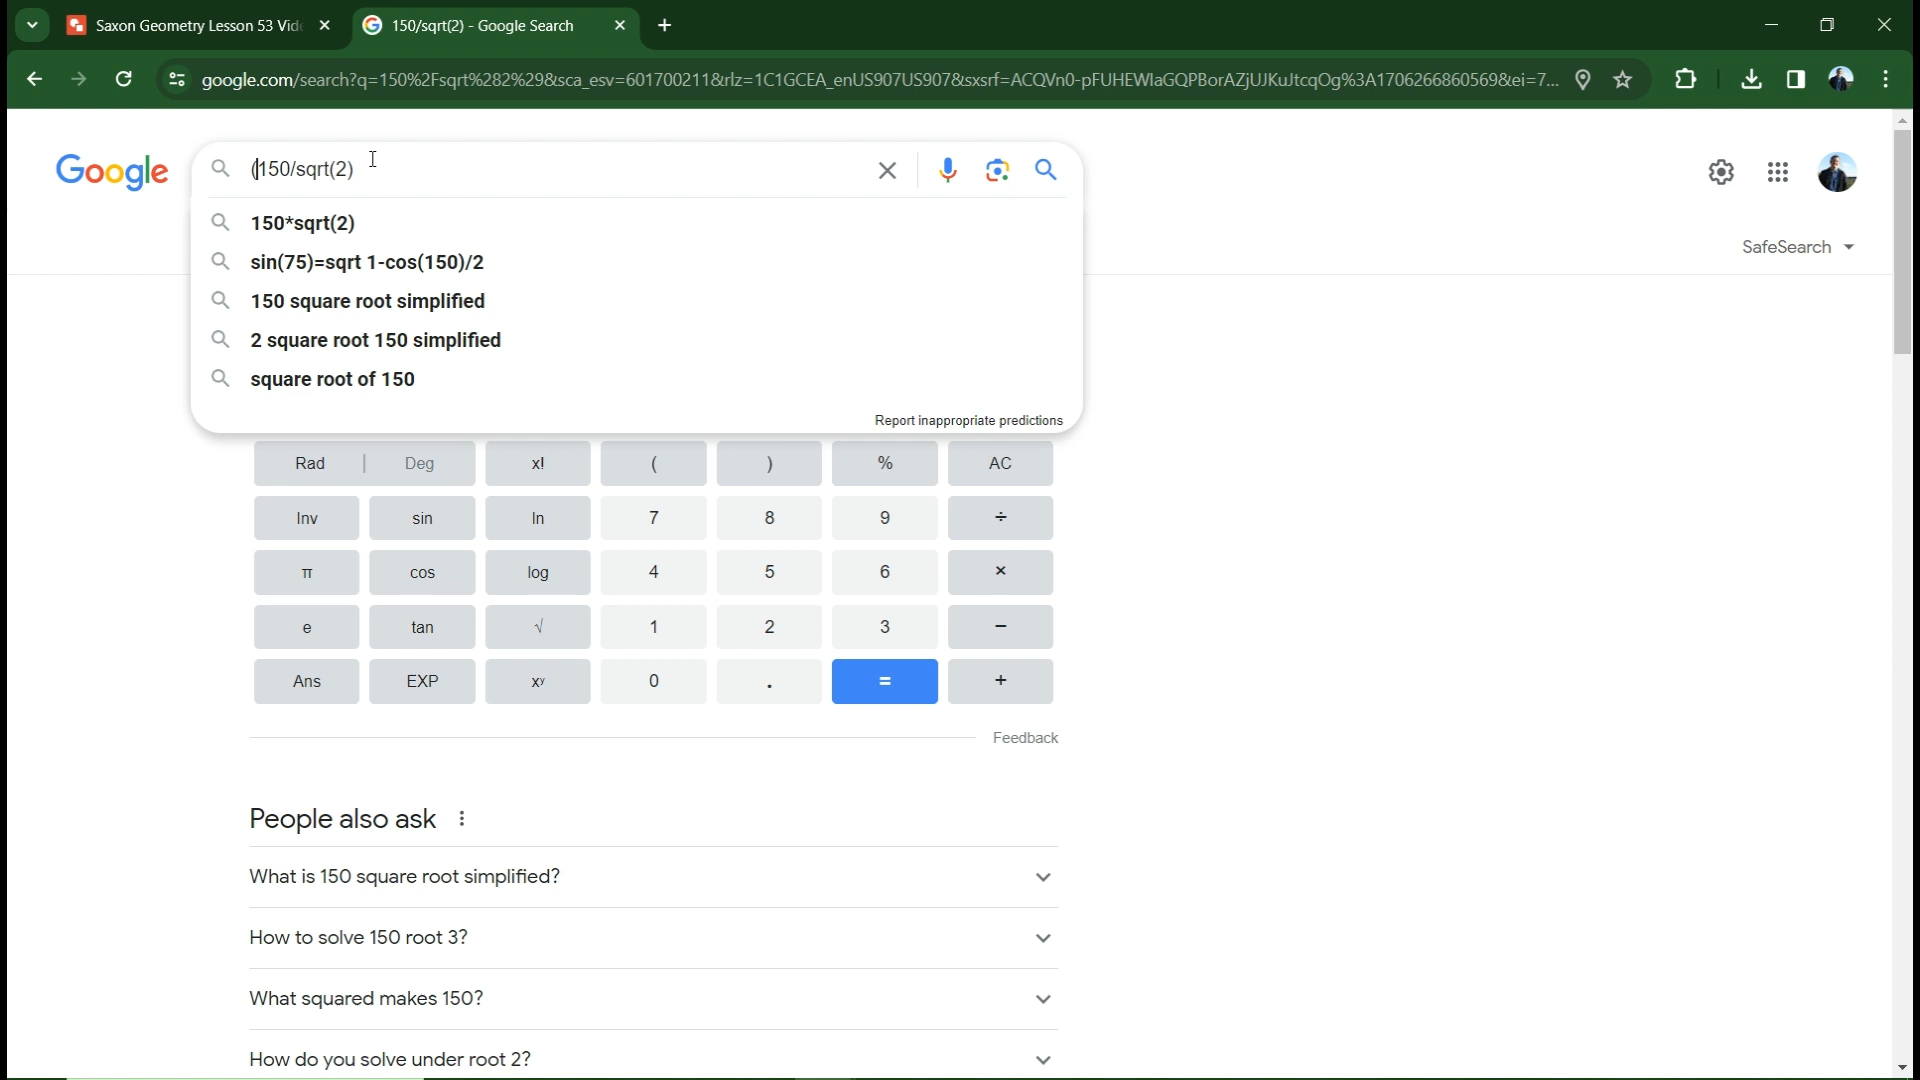 Saxon Geometry Lesson 53 Vid
150/sqrt(2) - Google Search
google.com/search?q=150%2Fsqrt%282%29&sca_esv=601700211&rlz=1C1GCEA_enUS907US907&sxsrf=ACQVn0-pFUHEWIaGQPBorAZjUJKuJtcqOg%3A1706266860569&ei=7...
Google
(150/sqrt(2)
150*sqrt(2)
sin(75)=sqrt 1-cos(150)/2
150 square root simplified
2 square root 150 simplified
square root of 150
Report inappropriate predictions
SafeSearch
Rad | Deg x! ( ) % AC
Inv sin ln 7 8 9 ÷
π cos log 4 5 6 ×
e tan √ 1 2 3 −
Ans EXP xʸ 0 . = +
Feedback
People also ask
What is 150 square root simplified?
How to solve 150 root 3?
What squared makes 150?
How do you solve under root 2?